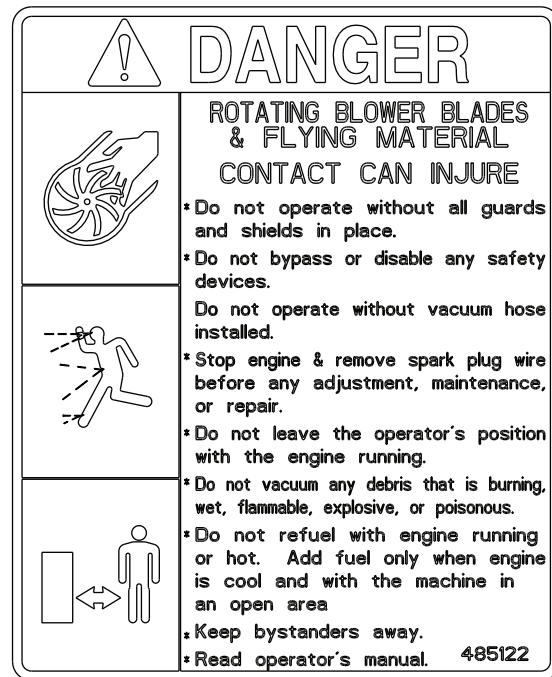 DANGER
ROTATING BLOWER BLADES
& FLYING MATERIAL
CONTACT CAN INJURE
* Do not operate without all guards
and shields in place.
* Do not bypass or disable any safety
devices.
Do not operate without vacuum hose
installed.
* Stop engine & remove spark plug wire
before any adjustment, maintenance,
or repair.
* Do not leave the operator's position
with the engine running.
* Do not vacuum any debris that is burning,
wet, flammable, explosive, or poisonous.
* Do not refuel with engine running
or hot. Add fuel only when engine
is cool and with the machine in
an open area
* Keep bystanders away.
* Read operator's manual. 485122